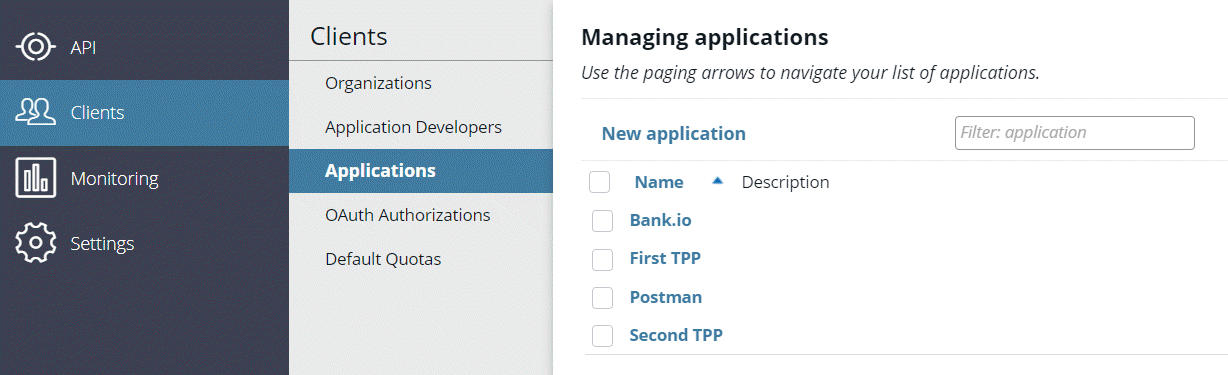 API
Clients
Monitoring
Settings
Clients
Organizations
Application Developers
Applications
OAuth Authorizations
Default Quotas
Managing applications
Use the paging arrows to navigate your list of applications.
New application
Filter: application
Name Description
Bank.io
First TPP
Postman
Second TPP